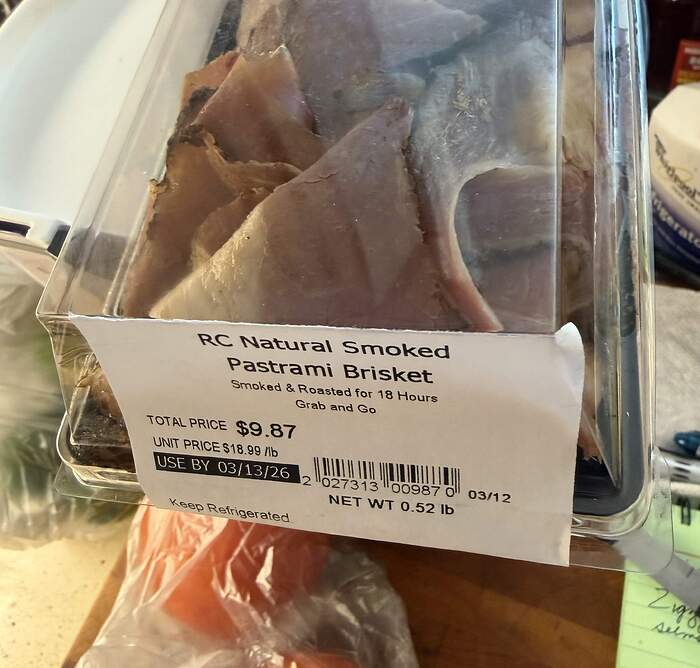 RC Natural Smoked
Pastrami Brisket
Smoked & Roasted for 18 Hours
Grab and Go
TOTAL PRICE $9.87
UNIT PRICE $18.99 /lb
USE BY 03/13/26
2 027313 00987 0 03/12
NET WT 0.52 lb
Keep Refrigerated